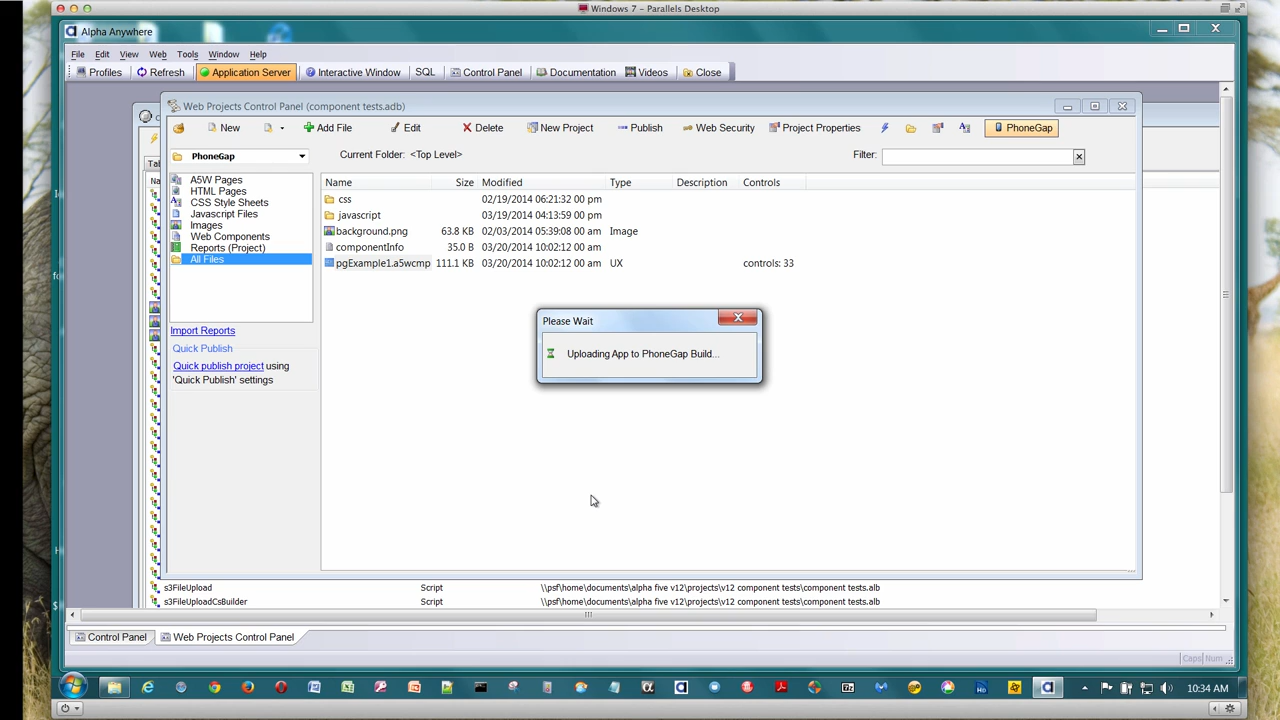 Windows 7 - Parallels Desktop
Alpha Anywhere
File Edit View Web Tools Window Help
Profiles Refresh Application Server Interactive Window SQL Control Panel Documentation Videos Close
Web Projects Control Panel (component tests.adb)
New Add File Edit Delete New Project Publish Web Security Project Properties PhoneGap
PhoneGap Current Folder: <Top Level> Filter:
Name Size Modified Type Description Controls
A5W Pages
HTML Pages
CSS Style Sheets
Javascript Files
Images
Web Components
Reports (Project)
All Files
css 02/19/2014 06:21:32 00 pm
javascript 03/19/2014 04:13:59 00 pm
background.png 63.8 KB 02/03/2014 05:39:08 00 am Image
componentInfo 35.0 B 03/20/2014 10:02:12 00 am
pgExample1.a5wcmp 111.1 KB 03/20/2014 10:02:12 00 am UX controls: 33
Import Reports
Quick Publish
Quick publish project using
'Quick Publish' settings
Please Wait
Uploading App to PhoneGap Build...
s3FileUpload Script \\psf\home\documents\alpha five v12\projects\v12 component tests\component tests.alb
s3FileUploadCsBuilder Script \\psf\home\documents\alpha five v12\projects\v12 component tests\component tests.alb
Control Panel Web Projects Control Panel
Caps Num
10:34 AM